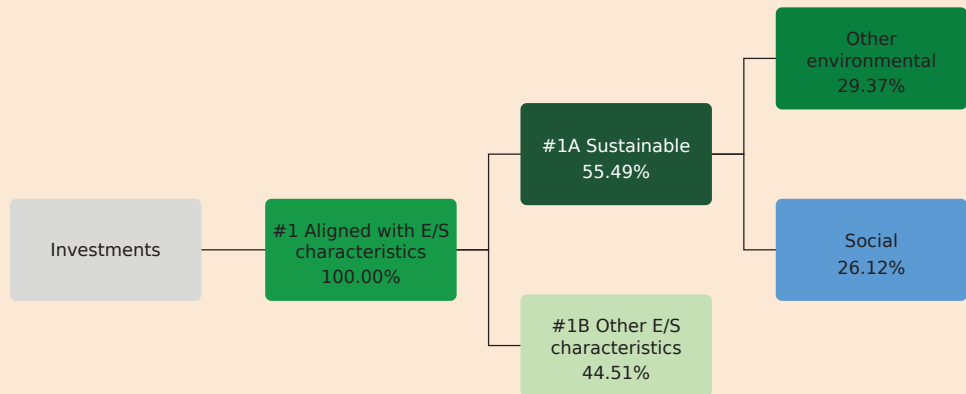 Investments
#1 Aligned with E/S
characteristics
100.00%
#1A Sustainable
55.49%
#1B Other E/S
characteristics
44.51%
Other
environmental
29.37%
Social
26.12%